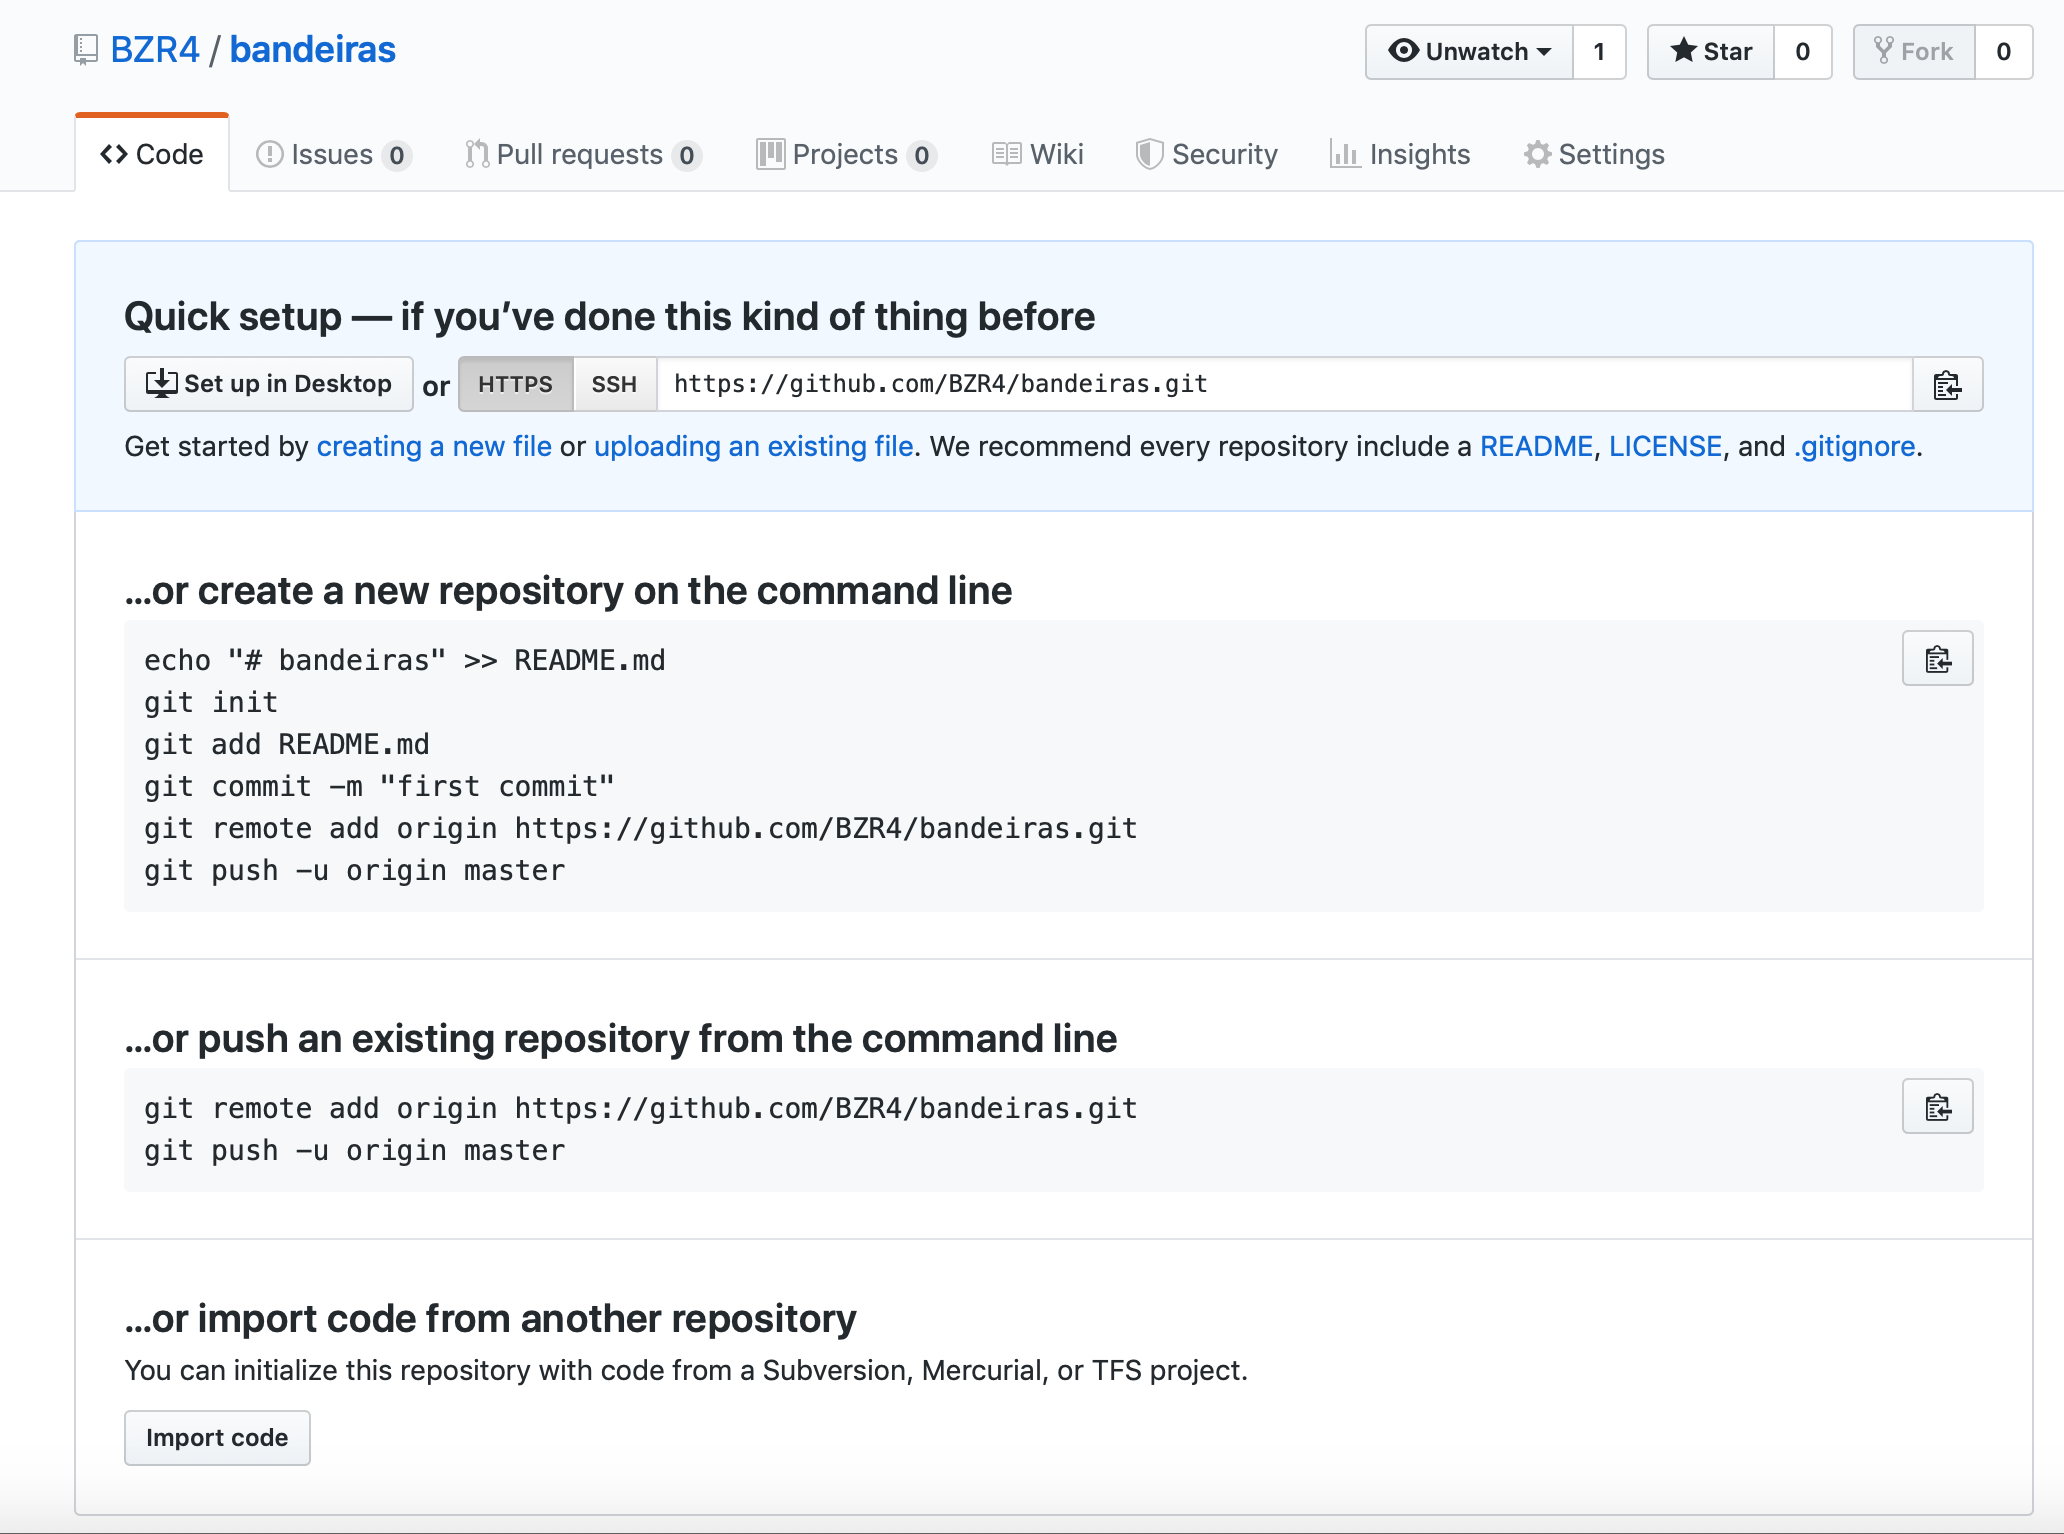 BZR4 / bandeiras
Unwatch 1 Star 0 Fork 0
Code Issues 0 Pull requests 0 Projects 0 Wiki Security Insights Settings
Quick setup — if you’ve done this kind of thing before
Set up in Desktop or HTTPS SSH https://github.com/BZR4/bandeiras.git
Get started by creating a new file or uploading an existing file. We recommend every repository include a README, LICENSE, and .gitignore.
…or create a new repository on the command line
echo "# bandeiras" >> README.md
git init
git add README.md
git commit -m "first commit"
git remote add origin https://github.com/BZR4/bandeiras.git
git push -u origin master
…or push an existing repository from the command line
git remote add origin https://github.com/BZR4/bandeiras.git
git push -u origin master
…or import code from another repository
You can initialize this repository with code from a Subversion, Mercurial, or TFS project.
Import code